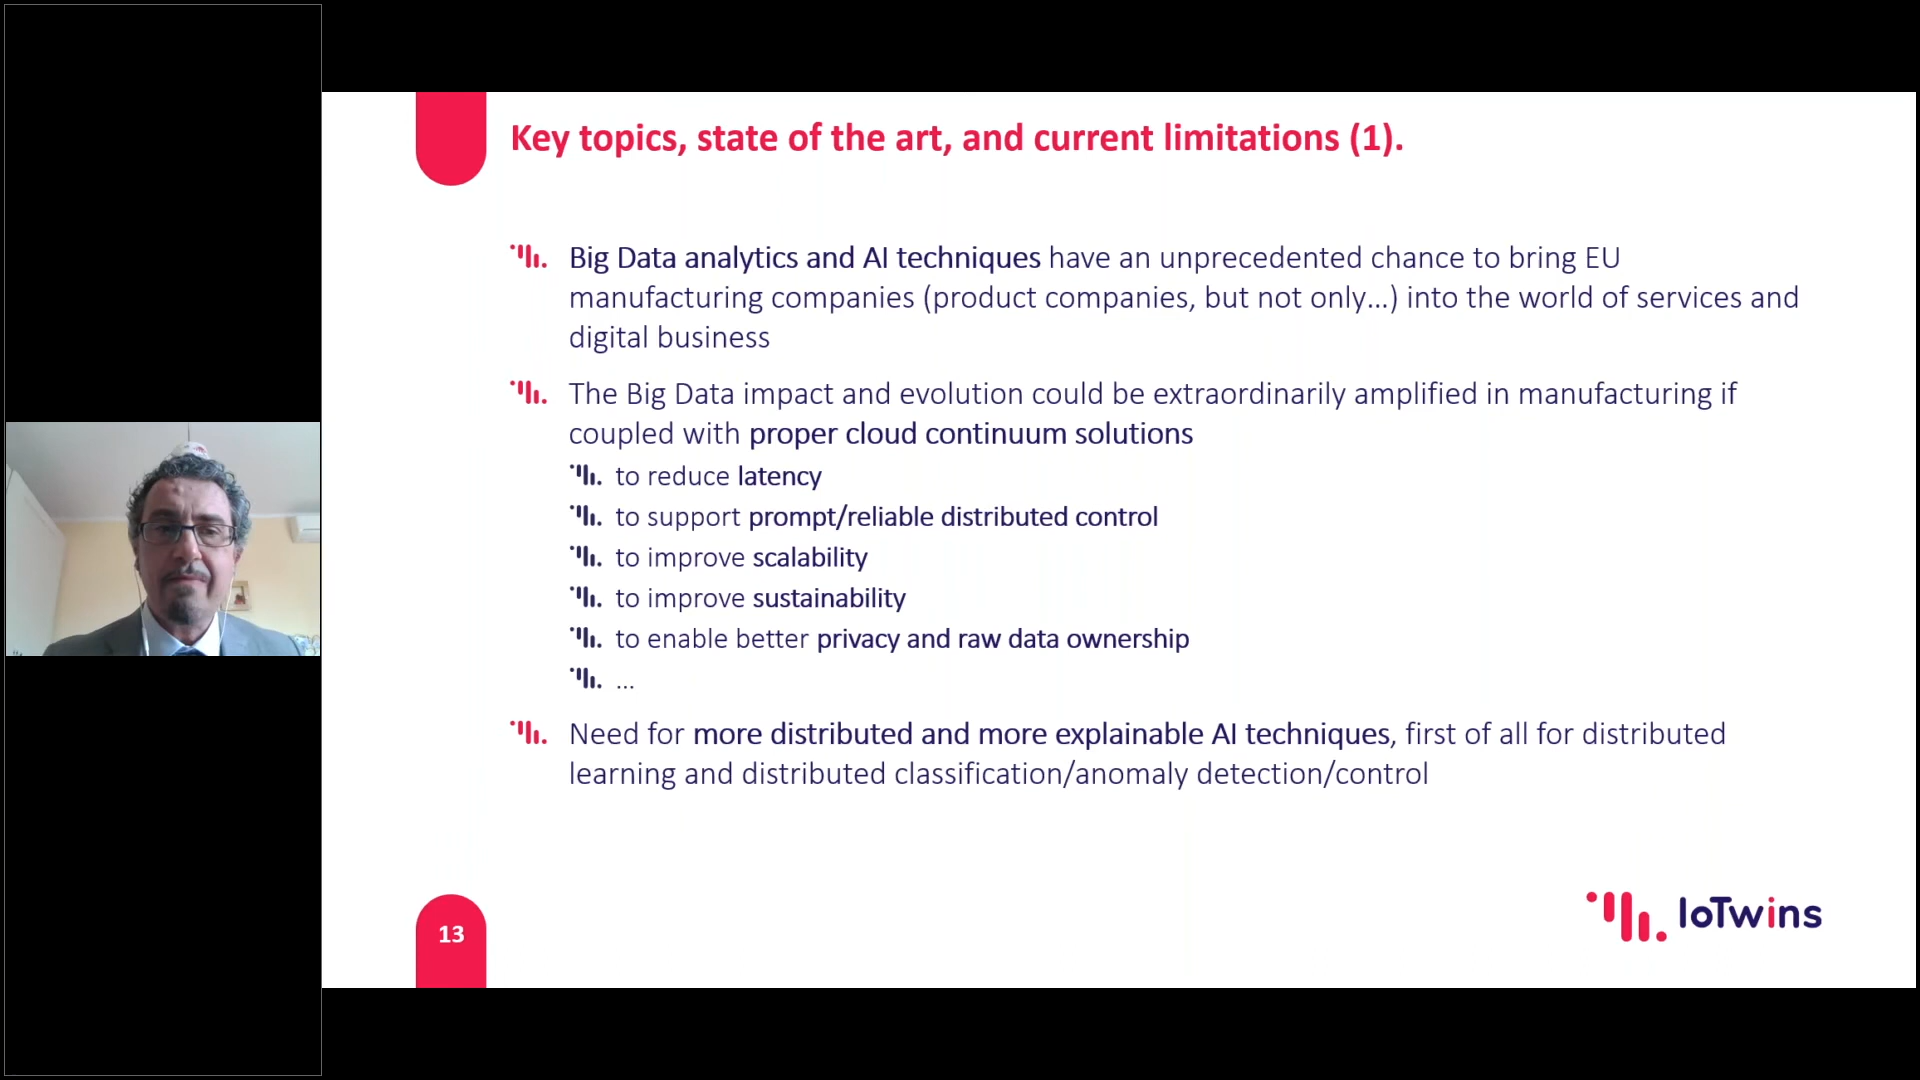 Key topics, state of the art, and current limitations (1).
Big Data analytics and AI techniques have an unprecedented chance to bring EU
manufacturing companies (product companies, but not only...) into the world of services and
digital business
The Big Data impact and evolution could be extraordinarily amplified in manufacturing if
coupled with proper cloud continuum solutions
to reduce latency
to support prompt/reliable distributed control
to improve scalability
to improve sustainability
to enable better privacy and raw data ownership
...
Need for more distributed and more explainable AI techniques, first of all for distributed
learning and distributed classification/anomaly detection/control
13
IoTwins